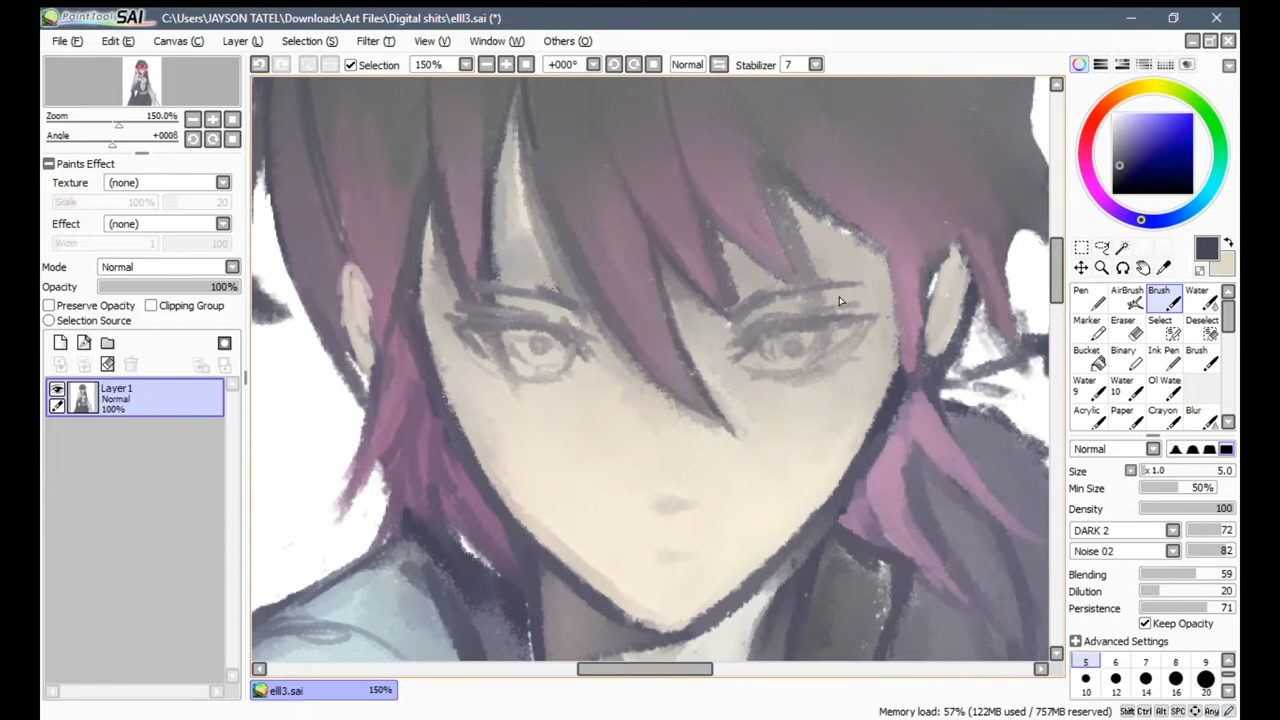 PaintTool SAI C:\Users\JAYSON TATEL\Downloads\Art Files\Digital shits\elll3.sai (*)
File (F) Edit (E) Canvas (C) Layer (L) Selection (S) Filter (T) View (V) Window (W) Others (O)
Selection 150% +000° Normal Stabilizer 7
Zoom 150.0%
Angle +000δ
Paints Effect
Texture (none)
Scale 100% 20
Effect (none)
Width 1 100
Mode Normal
Opacity 100%
Preserve Opacity Clipping Group
Selection Source
Layer1
Normal
100%
Pen AirBrush Brush Water
Marker Eraser Select Deselect
Bucket Binary Ink Pen Brush
Water 9 Water 10 Ol Wate
Acrylic Paper Crayon Blur
Normal
Size x 1.0 5.0
Min Size 50%
Density 100
DARK 2 72
Noise 02 82
Blending 59
Dilution 20
Persistence 71
Keep Opacity
Advanced Settings
5 6 7 8 9
10 12 14 16 20
elll3.sai 150%
Memory load: 57% (122MB used / 757MB reserved) Shift Ctrl Alt SPC Any